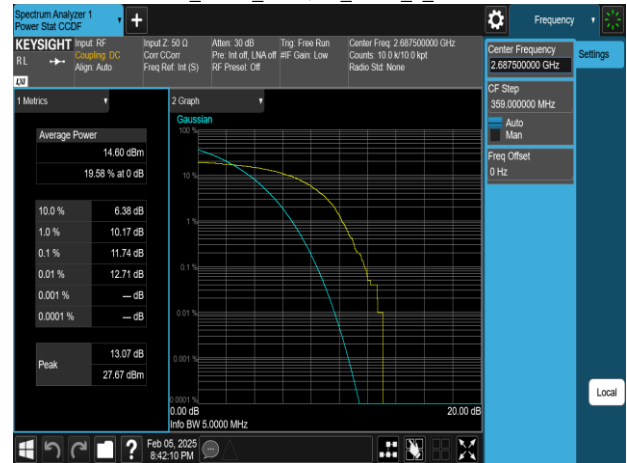 Spectrum Analyzer 1
Power Stat CCDF
Frequency
KEYSIGHT
Input: RF
Input Z: 50 Ω
Atten: 30 dB
Trig: Free Run
Center Freq: 2.687500000 GHz
RL
Coupling: DC
Corr CCorr
Pre: Int off, LNA off
#IF Gain: Low
Counts: 10.0 k/10.0 kpt
Align: Auto
Freq Ref: Int (S)
RF Presel: Off
Radio Std: None
LXI
Center Frequency
2.687500000 GHz
Settings
CF Step
359.000000 MHz
Auto
Man
Freq Offset
0 Hz
Local
1 Metrics
Average Power
14.60 dBm
19.58 % at 0 dB
10.0 % 6.38 dB
1.0 % 10.17 dB
0.1 % 11.74 dB
0.01 % 12.71 dB
0.001 % --- dB
0.0001 % --- dB
Peak
13.07 dB
27.67 dBm
2 Graph
Gaussian
100 %
10 %
1 %
0.1 %
0.01 %
0.001 %
0.0001 %
0.00 dB
20.00 dB
Info BW 5.0000 MHz
?
Feb 05, 2025
8:42:10 PM